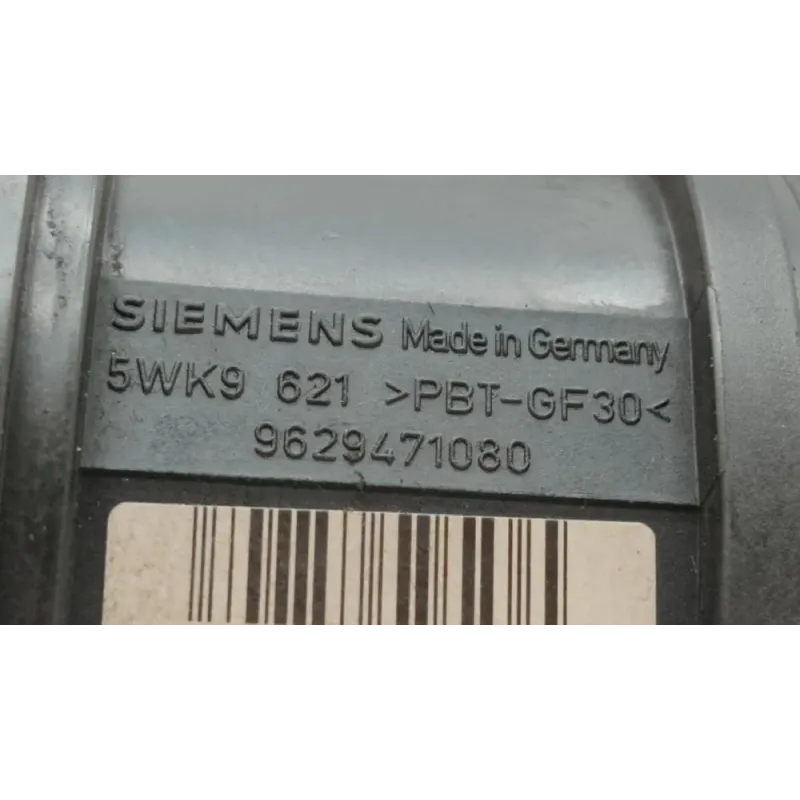 SIEMENS Made in Germany
5WK9 621 >PBT-GF30<
9629471080